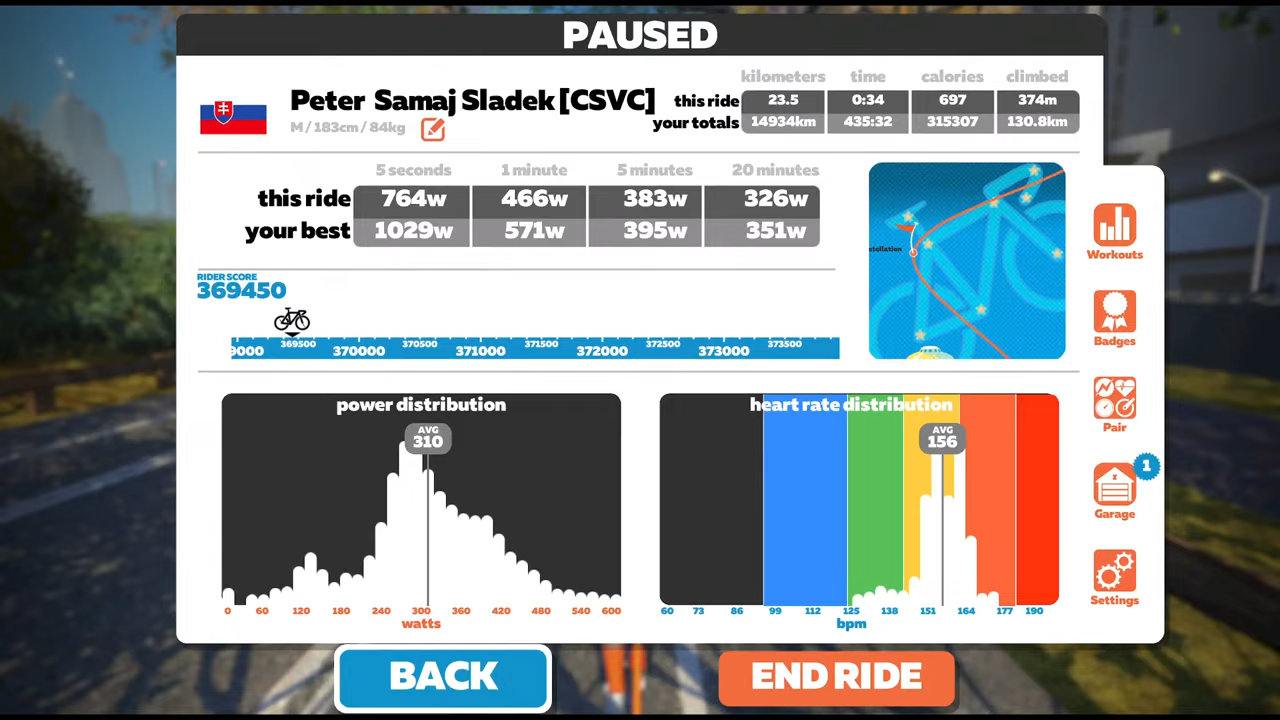 PAUSED
Peter Samaj Sladek [CSVC]
M / 183cm / 84kg
kilometers time calories climbed
this ride 23.5 0:34 697 374m
your totals 14934km 435:32 315307 130.8km
5 seconds 1 minute 5 minutes 20 minutes
this ride 764w 466w 383w 326w
your best 1029w 571w 395w 351w
stellation
RIDER SCORE
369450
9000 369500 370000 370500 371000 371500 372000 372500 373000 373500
power distribution
AVG
310
0 60 120 180 240 300 360 420 480 540 600
watts
heart rate distribution
AVG
156
60 73 86 99 112 125 138 151 164 177 190
bpm
Workouts
Badges
Pair
1
Garage
Settings
BACK
END RIDE